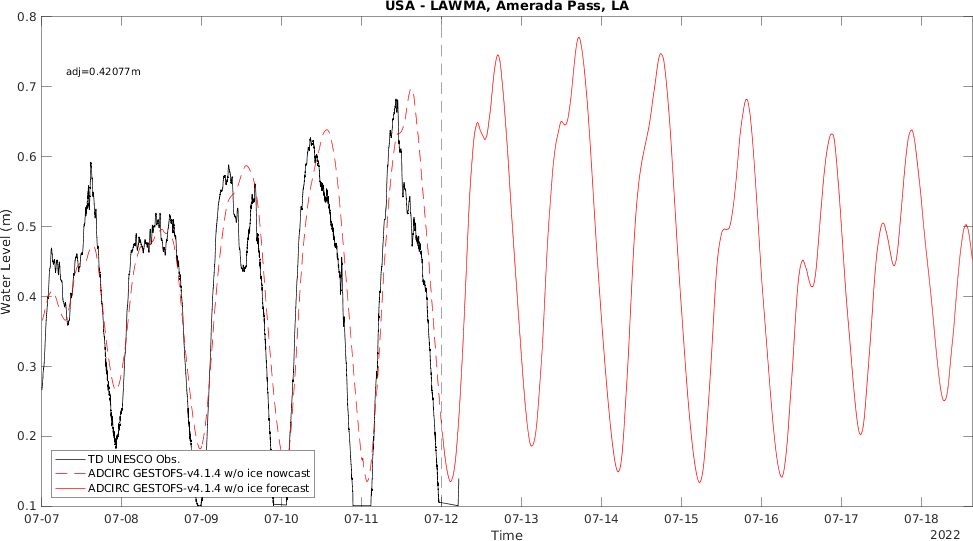 USA - LAWMA, Amerada Pass, LA
0.8
adj=0.42077m
0.7
0.6
0.5
0.4
0.3
0.2
0.1
Water Level (m)
TD UNESCO Obs.
ADCIRC GESTOFS-v4.1.4 w/o ice nowcast
ADCIRC GESTOFS-v4.1.4 w/o ice forecast
07-07 07-08 07-09 07-10 07-11 07-12 07-13 07-14 07-15 07-16 07-17 07-18
Time
2022